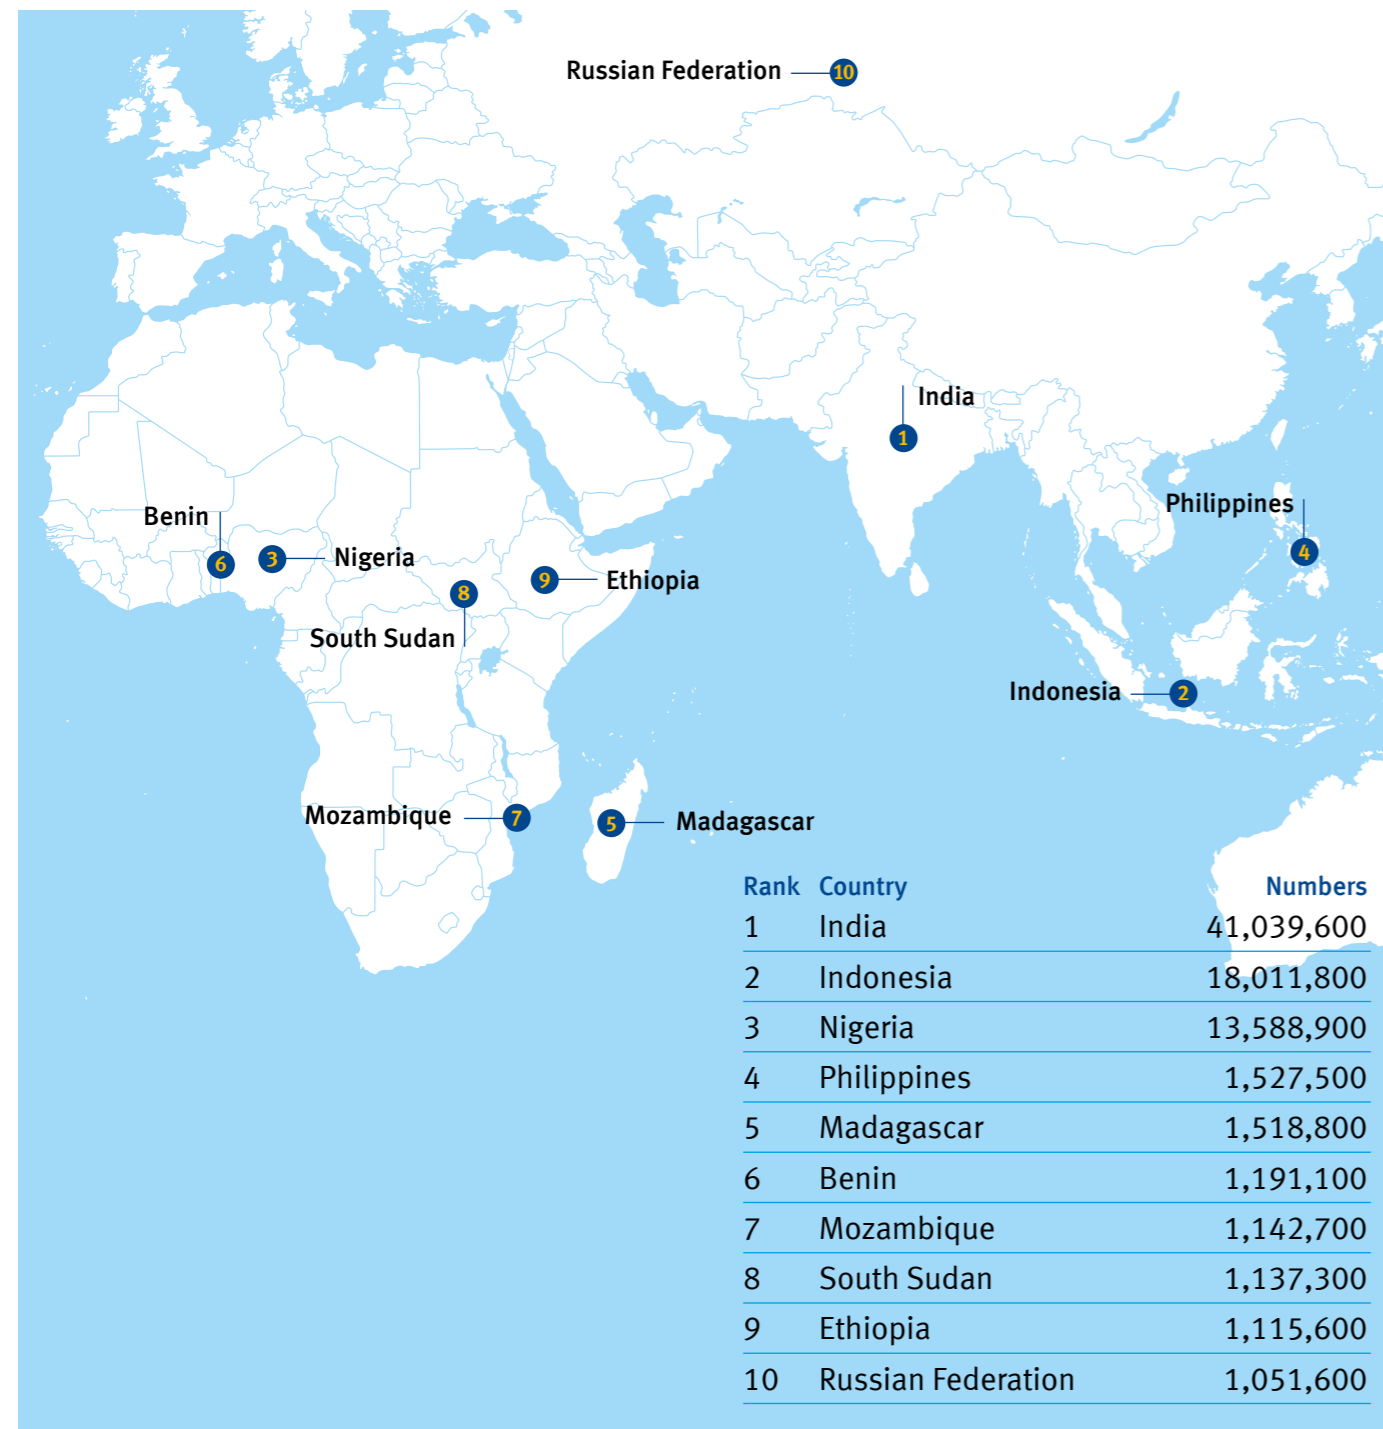 Russian Federation 10
India
1
Philippines
4
Benin
6
3 Nigeria
9 Ethiopia
8
South Sudan
Indonesia 2
Mozambique 7
5 Madagascar
Rank Country Numbers
1 India 41,039,600
2 Indonesia 18,011,800
3 Nigeria 13,588,900
4 Philippines 1,527,500
5 Madagascar 1,518,800
6 Benin 1,191,100
7 Mozambique 1,142,700
8 South Sudan 1,137,300
9 Ethiopia 1,115,600
10 Russian Federation 1,051,600